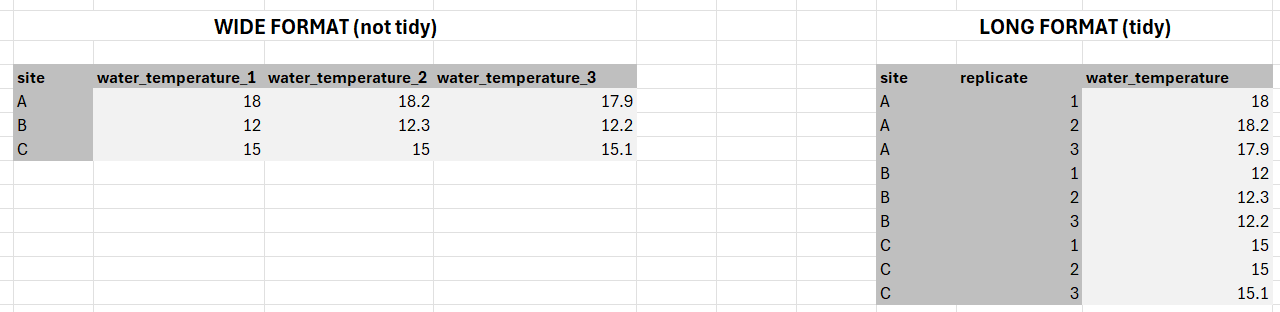 WIDE FORMAT (not tidy)
site water_temperature_1 water_temperature_2 water_temperature_3
A 18 18.2 17.9
B 12 12.3 12.2
C 15 15 15.1
LONG FORMAT (tidy)
site replicate water_temperature
A 1 18
A 2 18.2
A 3 17.9
B 1 12
B 2 12.3
B 3 12.2
C 1 15
C 2 15
C 3 15.1